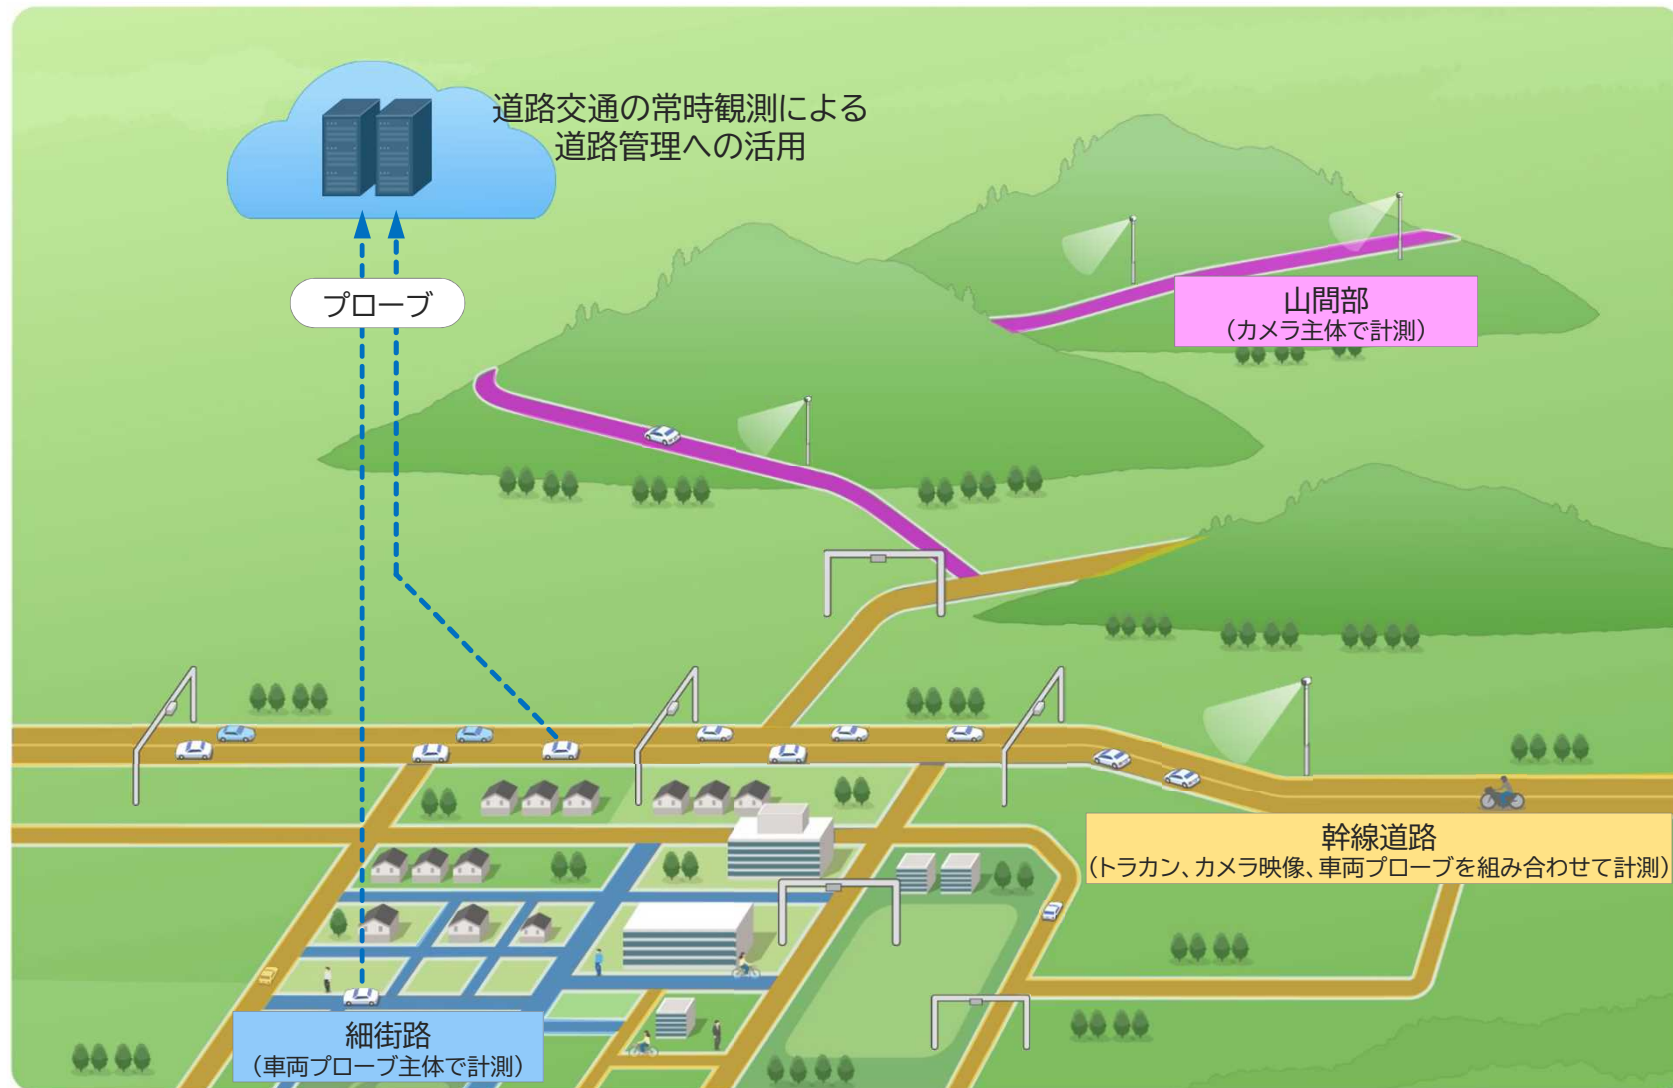 道路交通の常時観測による
道路管理への活用
プローブ
山間部
（カメラ主体で計測）
幹線道路
（トラカン、カメラ映像、車両プローブを組み合わせて計測）
細街路
（車両プローブ主体で計測）